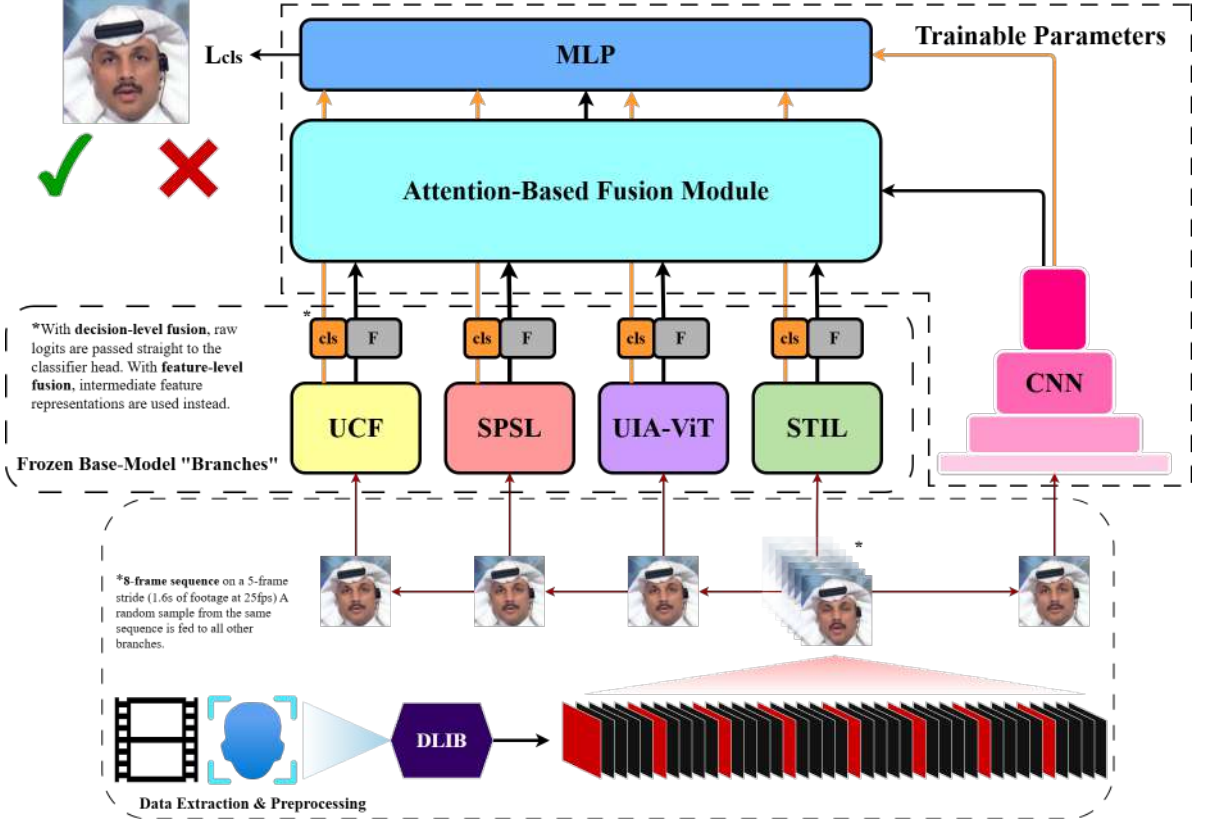 Lcls
MLP
Trainable Parameters
Attention-Based Fusion Module
*With decision-level fusion, raw
logits are passed straight to the
classifier head. With feature-level
fusion, intermediate feature
representations are used instead.
*
cls
F
cls
F
cls
F
cls
F
CNN
UCF
SPSL
UIA-ViT
STIL
Frozen Base-Model "Branches"
*
*8-frame sequence on a 5-frame
stride (1.6s of footage at 25fps) A
random sample from the same
sequence is fed to all other
branches.
DLIB
Data Extraction & Preprocessing